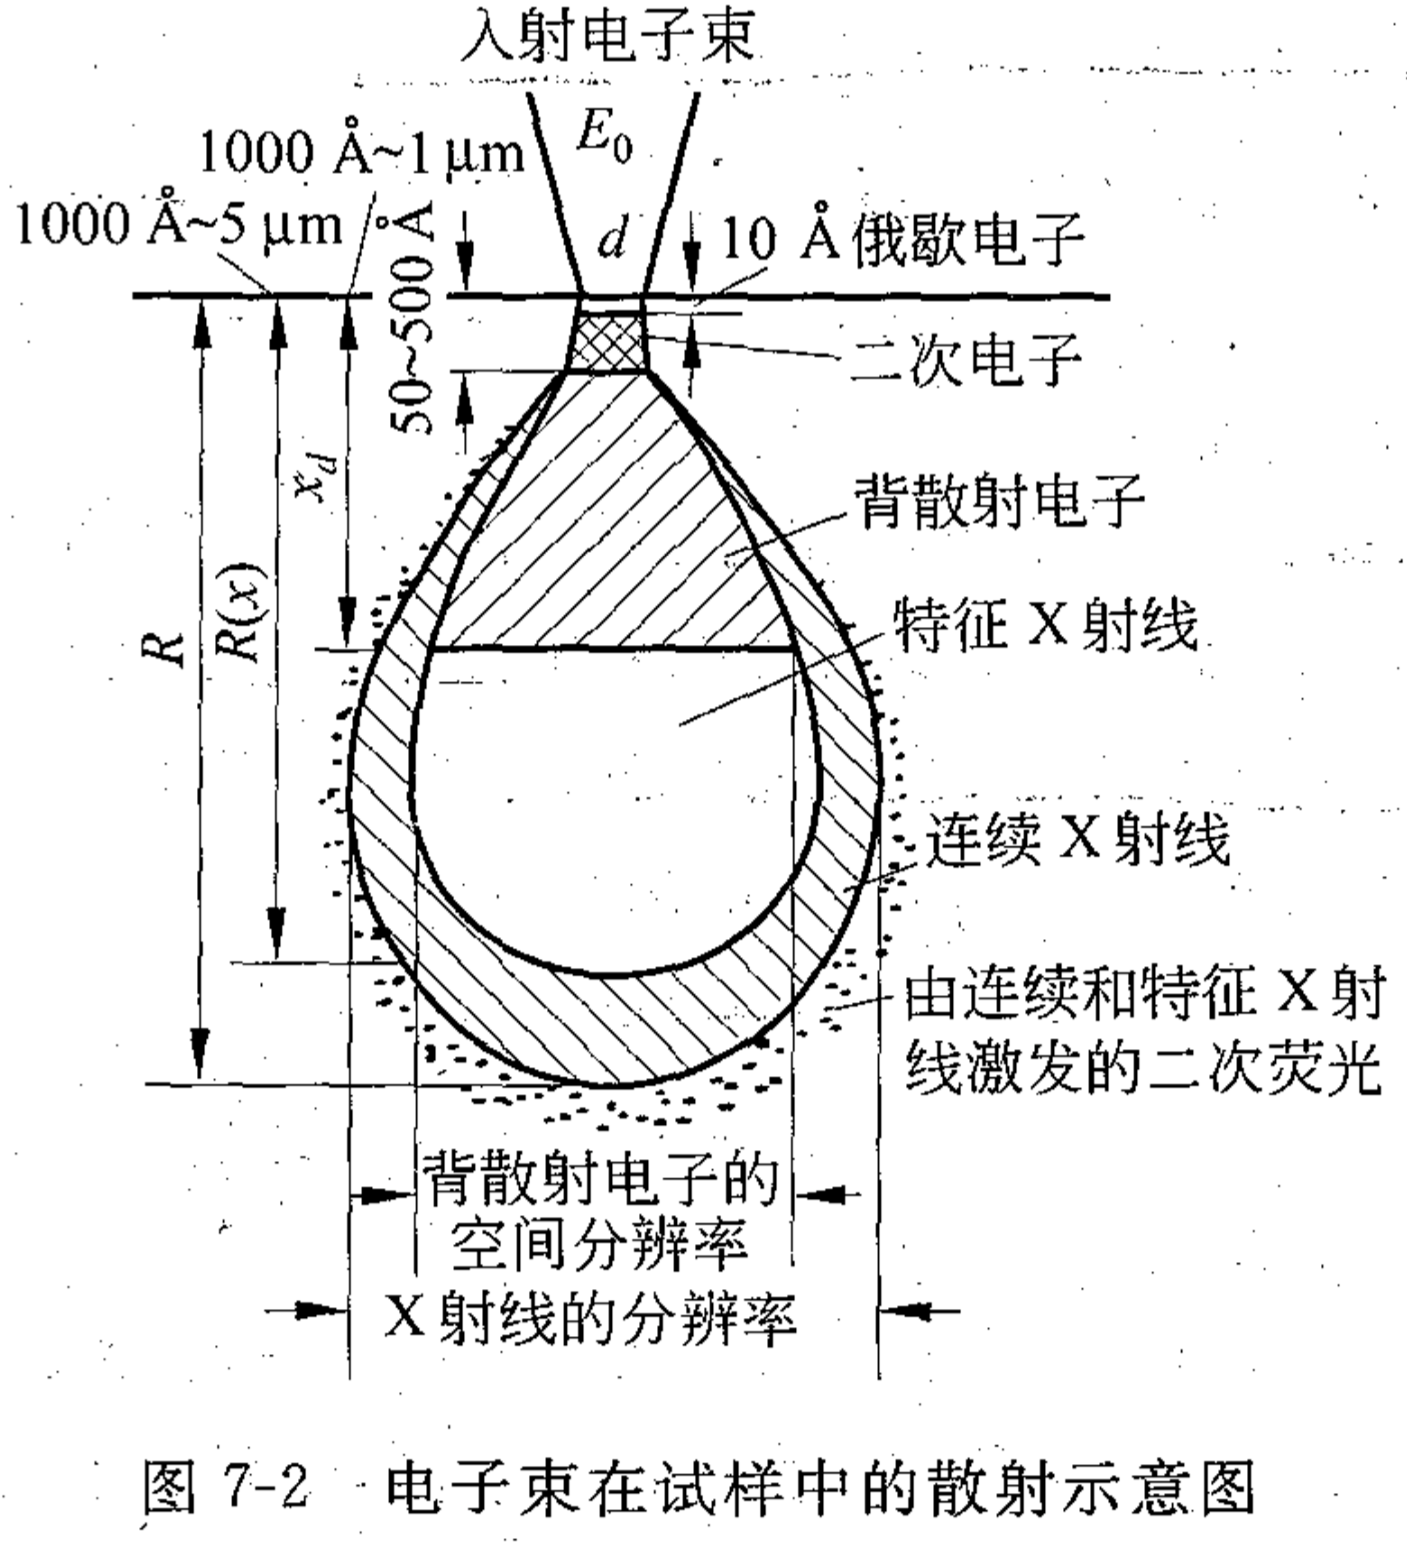 入射电子束
E₀
1000 Å~1 μm
1000 Å~5 μm
50~500 Å
d
10 Å 俄歇电子
二次电子
x_d
背散射电子
R(x)
R
特征 X 射线
连续 X 射线
由连续和特征 X 射
线激发的二次荧光
背散射电子的
空间分辨率
X 射线的分辨率
图 7-2 电子束在试样中的散射示意图